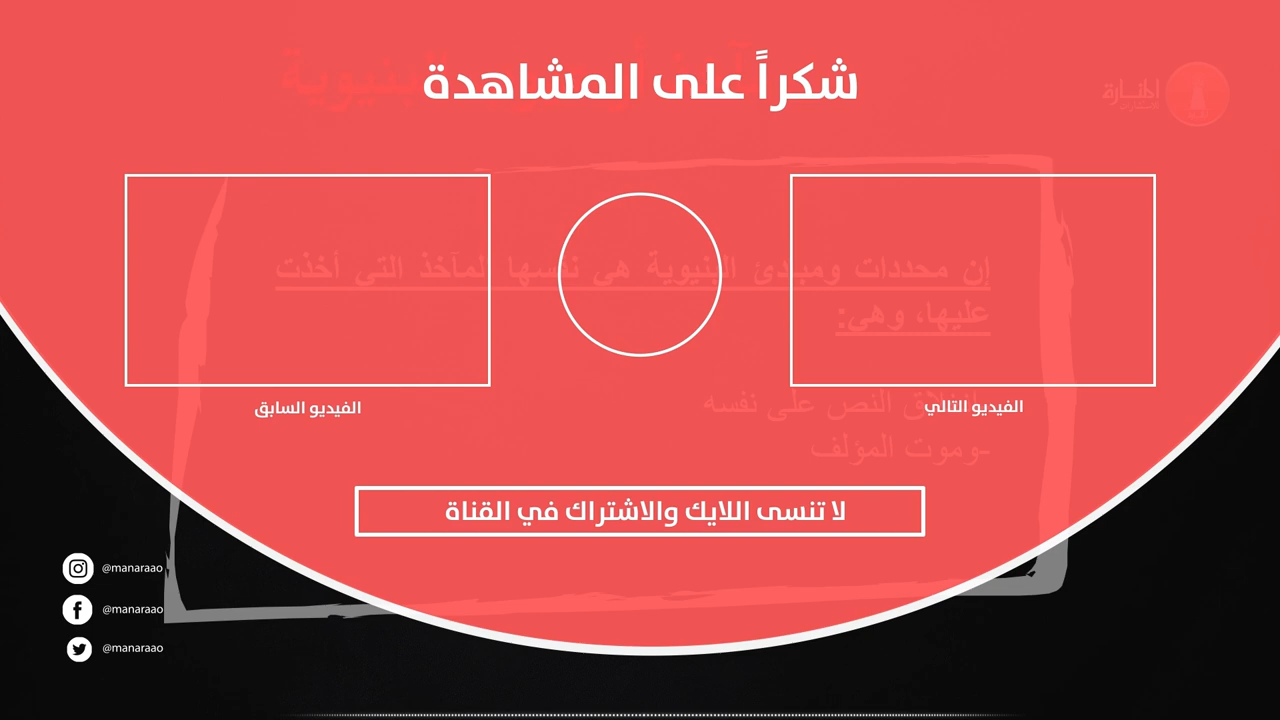 شكراً على المشاهدة
المنارة
إن محددات ومبادئ البنيوية هي نفسها المآخذ التي أخذت
عليها، وهي:
الفيديو التالي
الفيديو السابق
النص على نفسه
-وموت المؤلف
لا تنسى اللايك والاشتراك في القناة
@manaraao
@manaraao
@manaraao